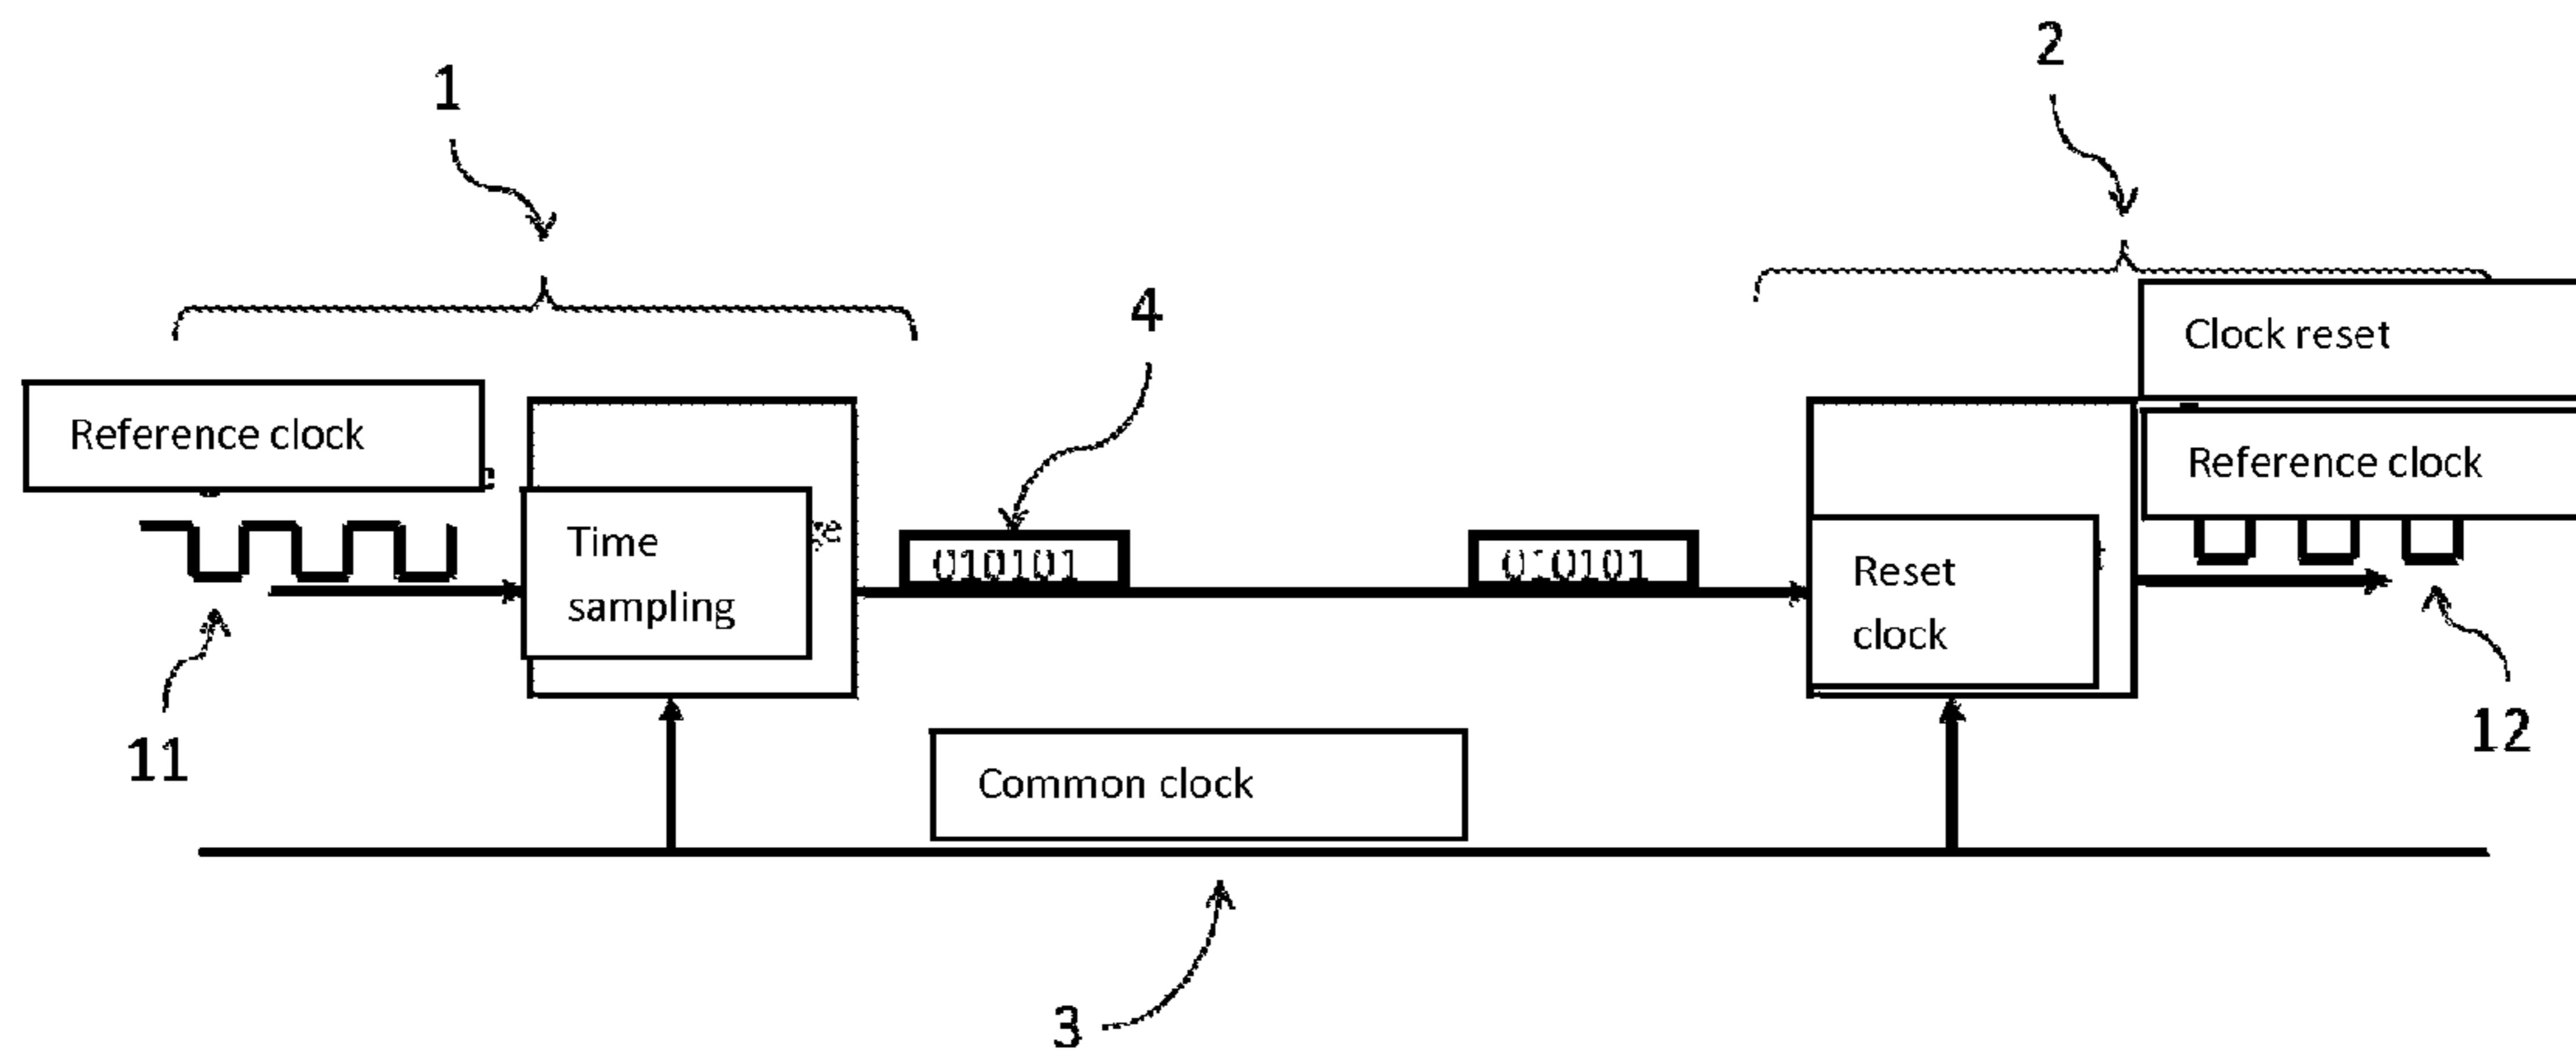 1
2
4
Clock reset
Reference clock
Reference clock
Time
sampling
010101
010101
Reset
clock
11
12
Common clock
3